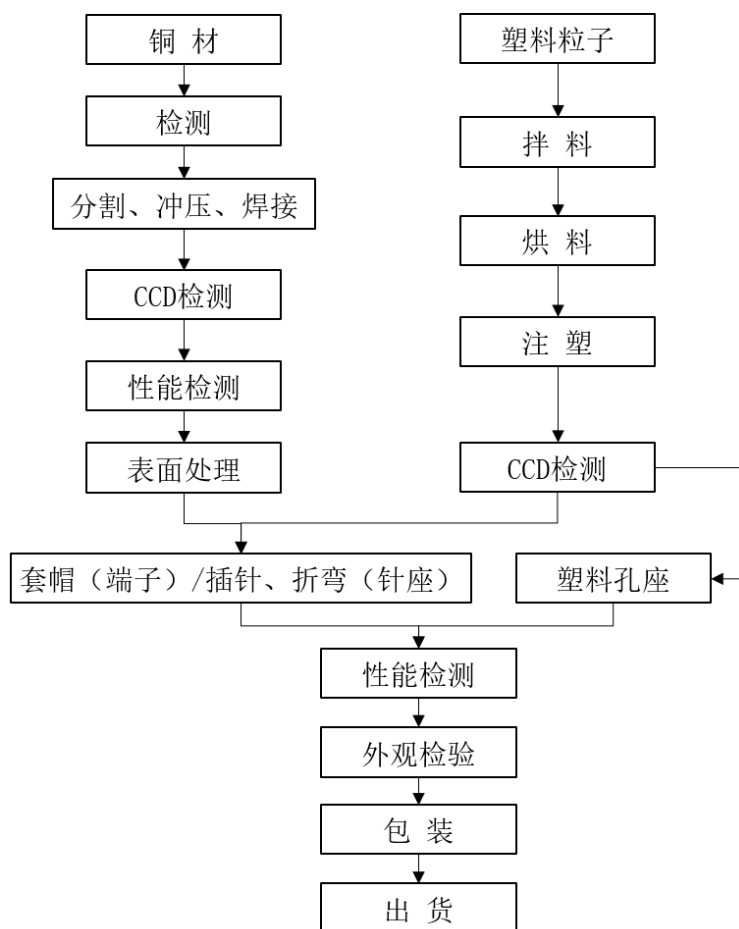 铜 材
检测
分割、冲压、焊接
CCD检测
性能检测
表面处理
塑料粒子
拌 料
烘 料
注 塑
CCD检测
套帽（端子）/插针、折弯（针座）
塑料孔座
性能检测
外观检验
包 装
出 货